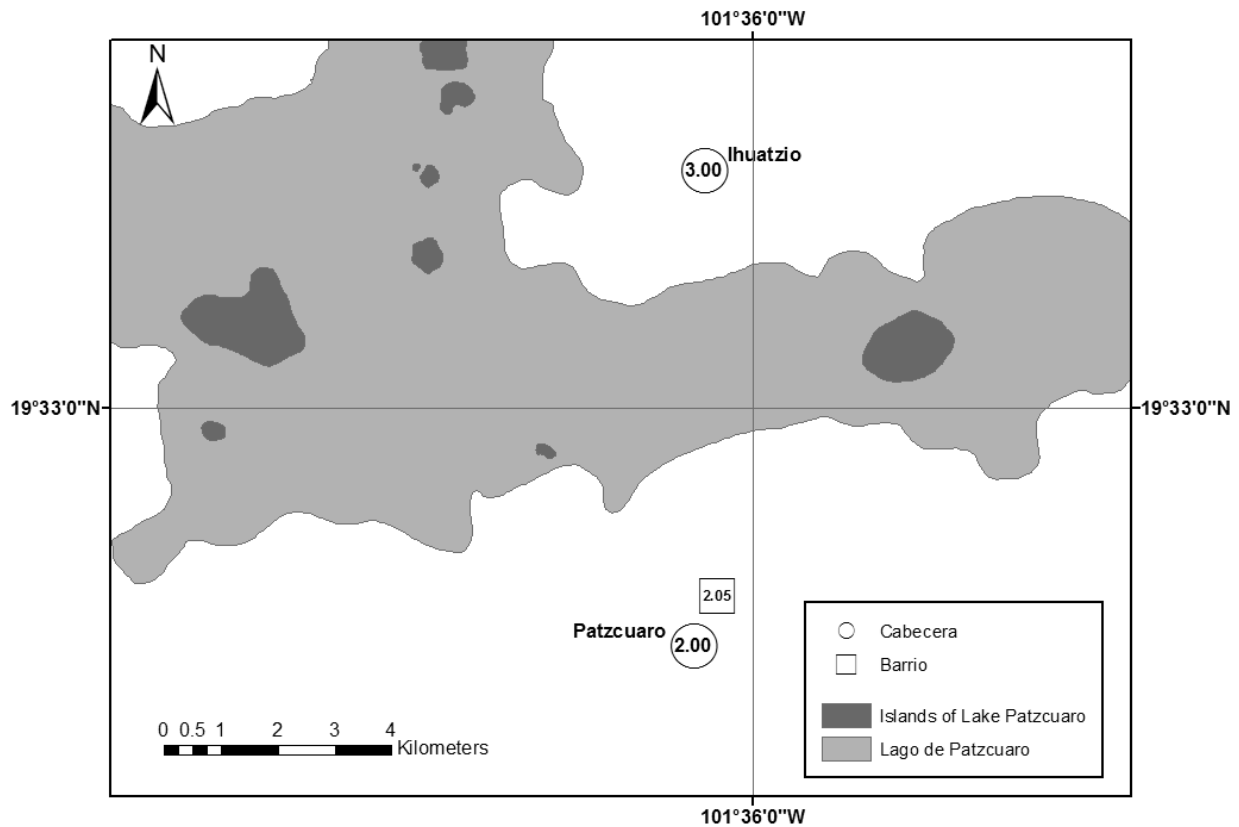 101°36'0"W
N
Ihuatzio
3.00
19°33'0"N
19°33'0"N
2.05
Patzcuaro
2.00
Cabecera
Barrio
Islands of Lake Patzcuaro
Lago de Patzcuaro
0 0.5 1 2 3 4
Kilometers
101°36'0"W